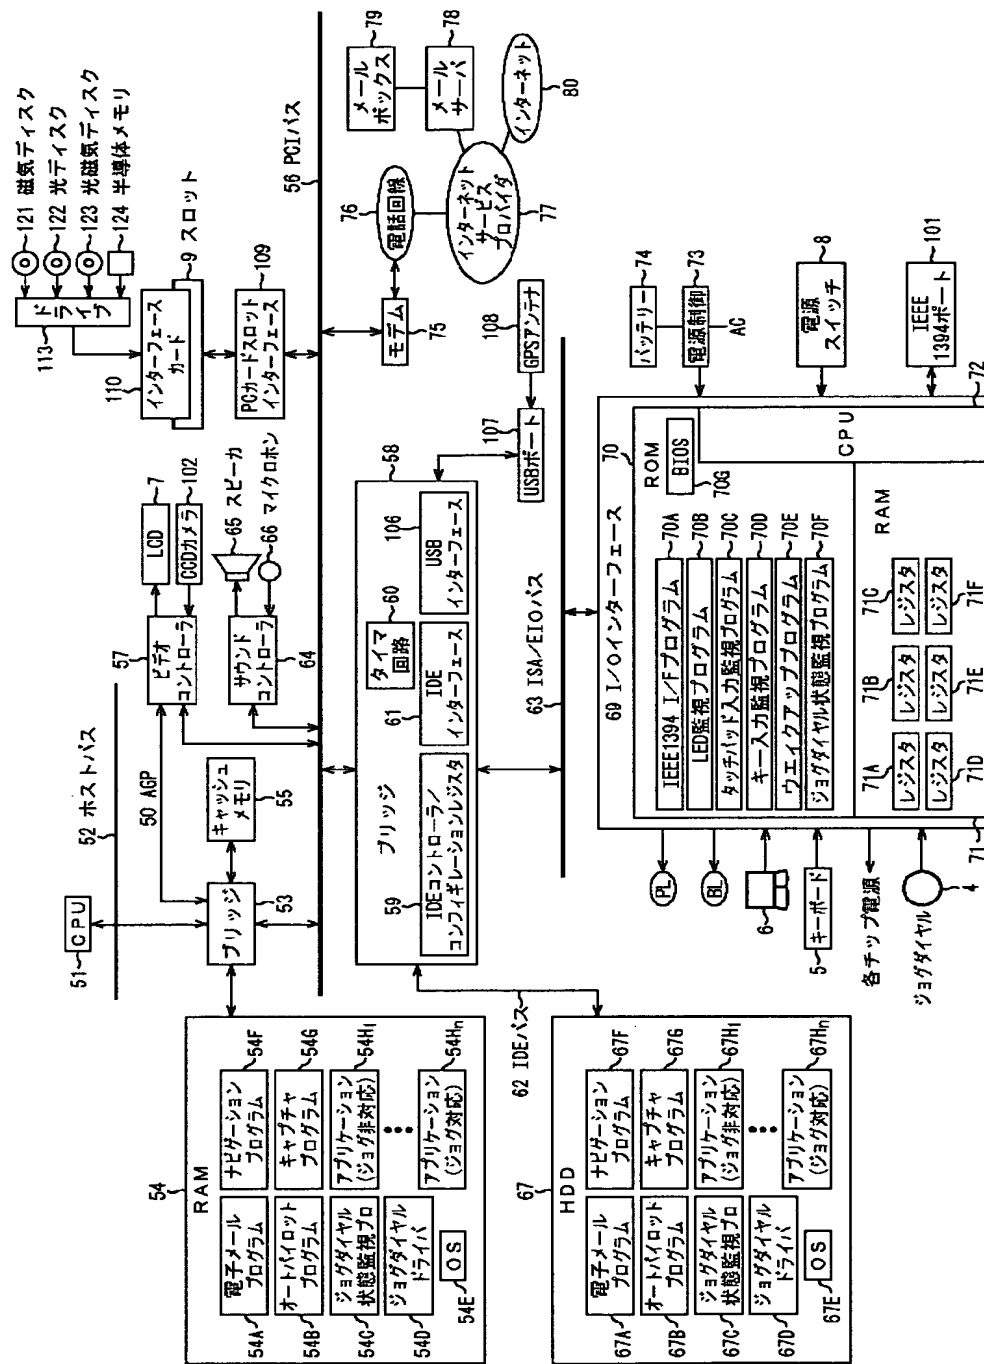 51 CPU
52 ホストバス
50 AGP
53
ブリッジ
55
キャッシュ
メモリ
57
ビデオ
コントローラ
7
LCD
102
CCDカメラ
65 スピーカ
66 マイクロホン
64
サウンド
コントローラ
121 磁気ディスク
122 光ディスク
123 光磁気ディスク
124 半導体メモリ
113
ドライブ
9 スロット
110
インターフェース
カード
109
PCカードスロット
インターフェース
56 PCIバス
75
モデム
76
電話回線
77
インターネット
サービス
プロバイダ
78
メール
サーバ
79
メール
ボックス
80
インターネット
54
RAM
54A
電子メール
プログラム
54B
オートパイロット
プログラム
54C
ジョグダイヤル
状態監視プロ
54D
ジョグダイヤル
ドライバ
54E
OS
54F
ナビゲーション
プログラム
54G
キャプチャ
プログラム
54H1
アプリケーション
(ジョグ非対応)
54Hn
アプリケーション
(ジョグ対応)
58
ブリッジ
59
IDEコントローラ/
コンフィギレーションレジスタ
60
タイマ
回路
61
IDE
インターフェース
106
USB
インターフェース
107
USBポート
108
GPSアンテナ
62 IDEバス
63 ISA/EIOバス
67
HDD
67A
電子メール
プログラム
67B
オートパイロット
プログラム
67C
ジョグダイヤル
状態監視プロ
67D
ジョグダイヤル
ドライバ
67E
OS
67F
ナビゲーション
プログラム
67G
キャプチャ
プログラム
67H1
アプリケーション
(ジョグ非対応)
67Hn
アプリケーション
(ジョグ対応)
69 I/Oインターフェース
70
ROM
BIOS
70G
IEEE1394 I/Fプログラム 70A
LED監視プログラム 70B
タッチパッド入力監視プログラム 70C
キー入力監視プログラム 70D
ウエイクアッププログラム 70E
ジョグダイヤル状態監視プログラム 70F
CPU
72
RAM
71
71A
レジスタ
71B
レジスタ
71C
レジスタ
レジスタ
71D
レジスタ
71E
レジスタ
71F
PL
BL
6
5
キーボード
各チップ電源
ジョグダイヤル
4
74
バッテリー
73
電源制御
AC
8
電源
スイッチ
101
IEEE
1394ポート